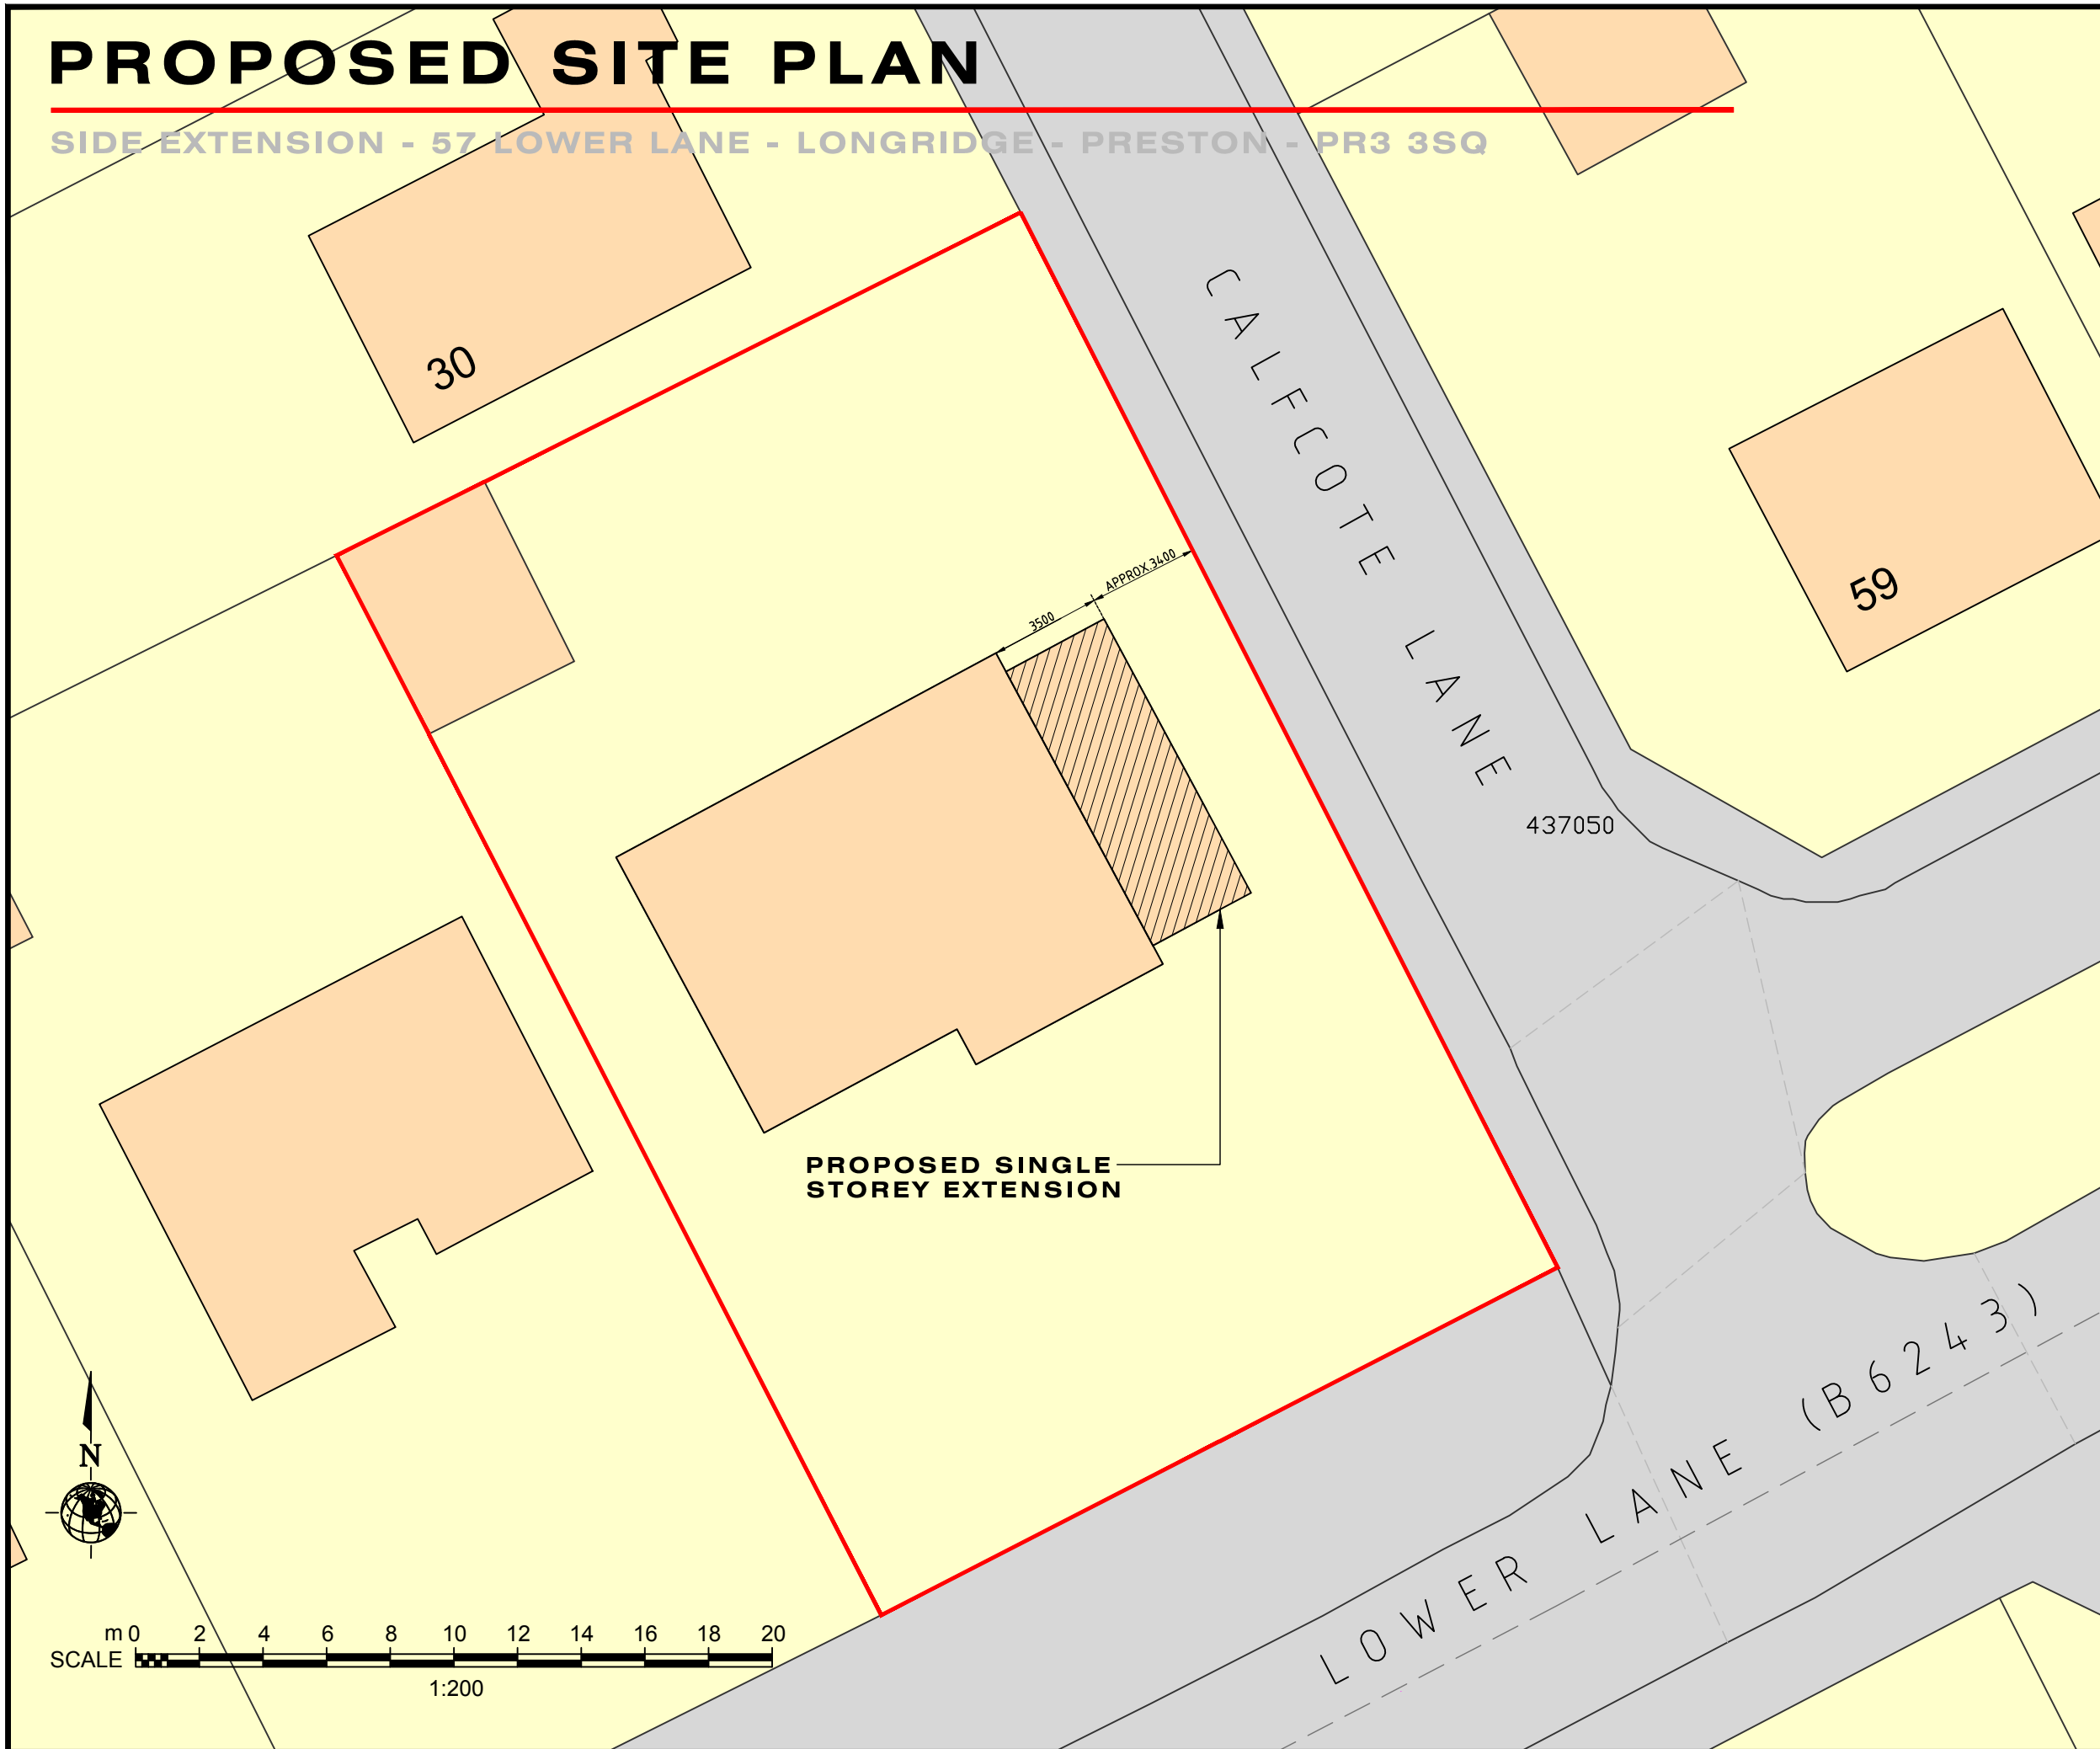 PROPOSED SITE PLAN
SIDE EXTENSION - 57 LOWER LANE - LONGRIDGE - PRESTON - PR3 3SQ
30
CALFCOTE LANE
59
APPROX.3400
3500
437050
PROPOSED SINGLE
STOREY EXTENSION
LOWER LANE (B6243)
N
m 0 2 4 6 8 10 12 14 16 18 20
SCALE
1:200